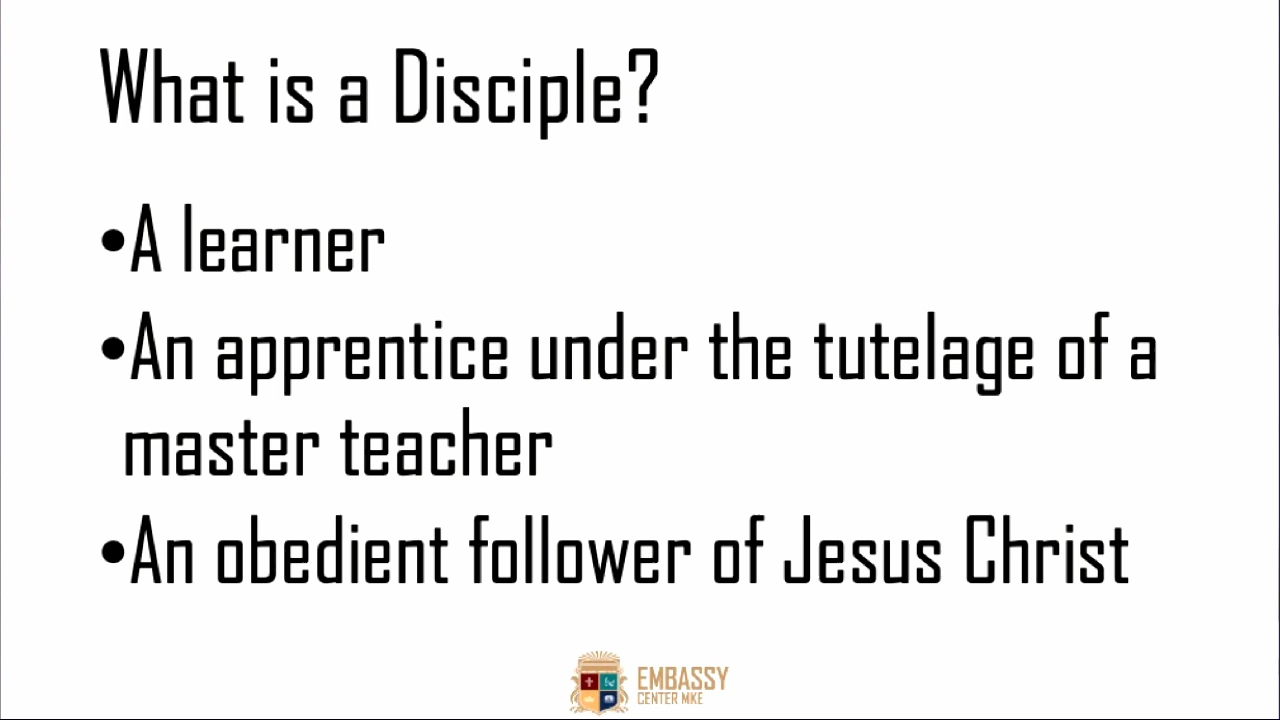 What is a Disciple?
•A learner
•An apprentice under the tutelage of a
master teacher
•An obedient follower of Jesus Christ
EMBASSY
CENTER MKE